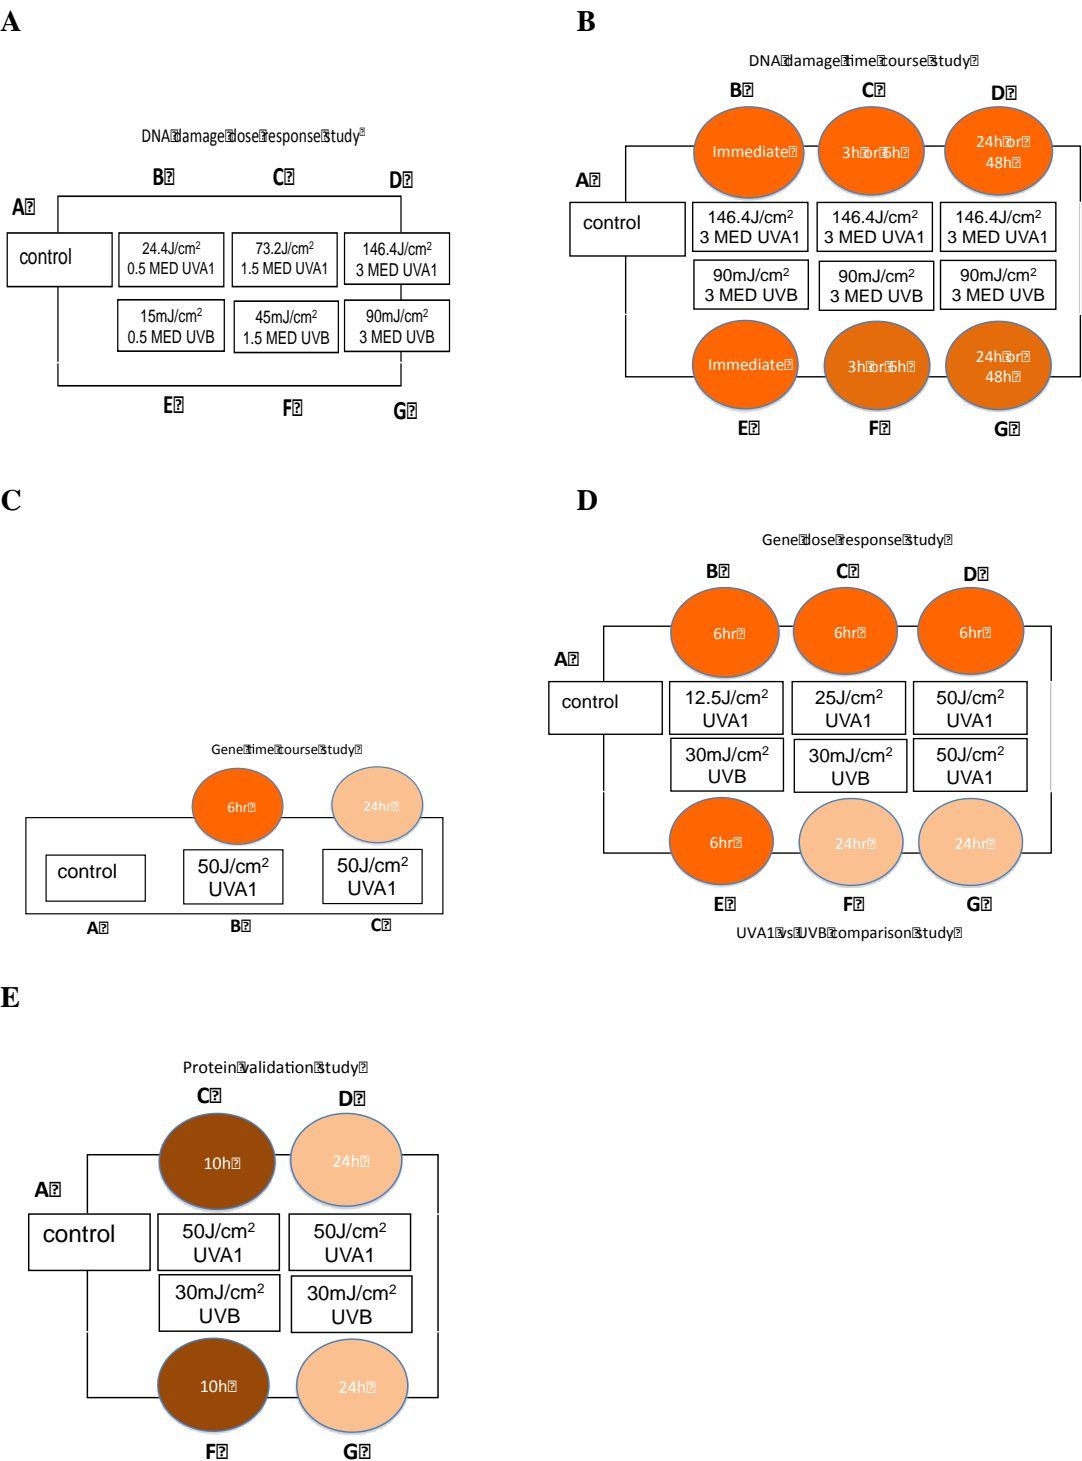 A
DNA damage dose response study
B
C
D
A
control
24.4J/cm²
0.5 MED UVA1
73.2J/cm²
1.5 MED UVA1
146.4J/cm²
3 MED UVA1
15mJ/cm²
0.5 MED UVB
45mJ/cm²
1.5 MED UVB
90mJ/cm²
3 MED UVB
E
F
G
B
DNA damage time course study
B
C
D
Immediate
3h or 6h
24h or
48h
A
control
146.4J/cm²
3 MED UVA1
146.4J/cm²
3 MED UVA1
146.4J/cm²
3 MED UVA1
90mJ/cm²
3 MED UVB
90mJ/cm²
3 MED UVB
90mJ/cm²
3 MED UVB
Immediate
3h or 6h
24h or
48h
E
F
G
C
Gene time course study
6hr
24hr
control
50J/cm²
UVA1
50J/cm²
UVA1
A
B
C
D
Gene dose response study
B
C
D
6hr
6hr
6hr
A
control
12.5J/cm²
UVA1
25J/cm²
UVA1
50J/cm²
UVA1
30mJ/cm²
UVB
30mJ/cm²
UVB
50J/cm²
UVA1
6hr
24hr
24hr
E
F
G
UVA1 vs UVB comparison study
E
Protein validation study
C
D
10h
24h
A
control
50J/cm²
UVA1
50J/cm²
UVA1
30mJ/cm²
UVB
30mJ/cm²
UVB
10h
24h
F
G